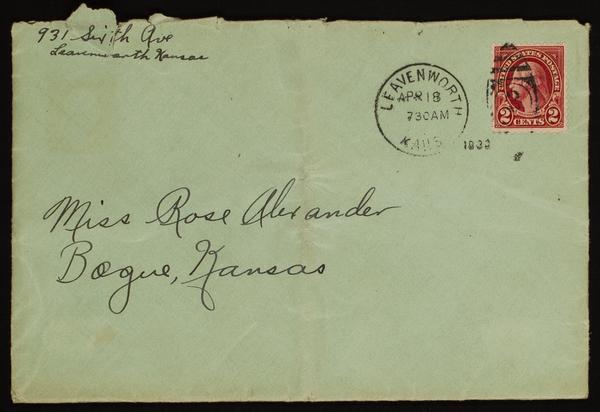 931 Sixth Ave
Leavenworth Kansas
LEAVENWORTH
APR 18
730AM
KANS.
UNITED STATES POSTAGE
2 CENTS 2
Miss Rose Alexander
Bogue, Kansas